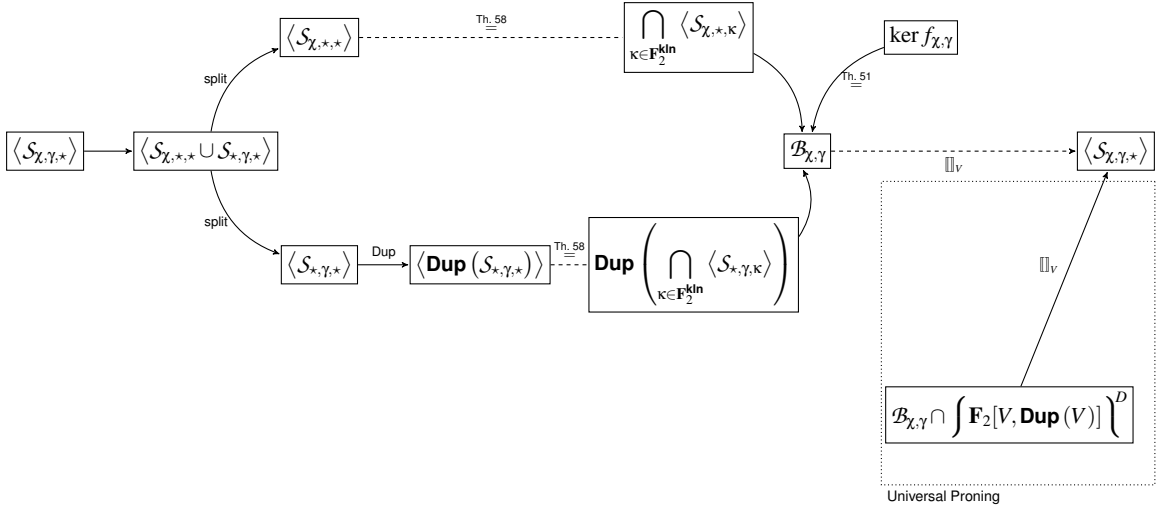 ⟨S_{χ,⋆,⋆}⟩
Th. 58
=
⋂_{κ∈F_2^{kln}} ⟨S_{χ,⋆,κ}⟩
ker f_{χ,γ}
split
Th. 51
=
⟨S_{χ,γ,⋆}⟩
⟨S_{χ,⋆,⋆} ∪ S_{⋆,γ,⋆}⟩
B_{χ,γ}
[]_V
⟨S_{χ,γ,⋆}⟩
split
⟨S_{⋆,γ,⋆}⟩
Dup
⟨Dup (S_{⋆,γ,⋆})⟩
Th. 58
=
Dup ( ⋂_{κ∈F_2^{kln}} ⟨S_{⋆,γ,κ}⟩ )
[]_V
B_{χ,γ} ∩ ⎰ F_2[V, Dup (V)] ⎱^D
Universal Proning